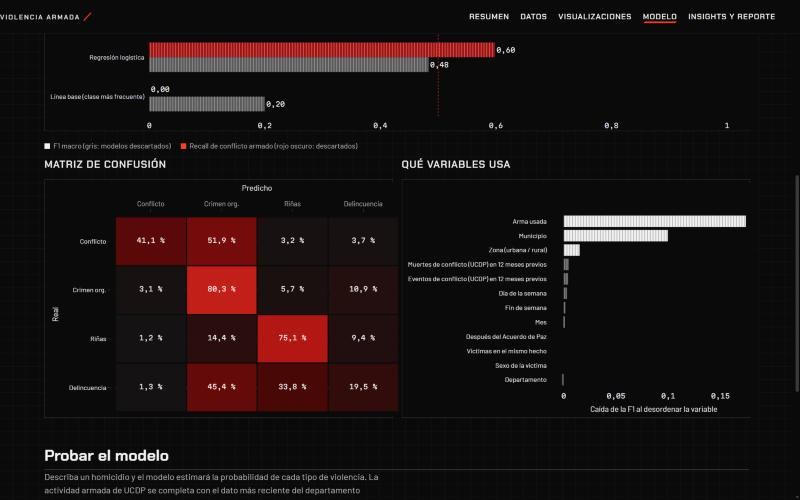 VIOLENCIA ARMADA
RESUMEN DATOS VISUALIZACIONES MODELO INSIGHTS Y REPORTE
Regresión logística
0,60
0,48
Línea base (clase más frecuente)
0,00
0,20
0 0,2 0,4 0,6 0,8 1
F1 macro (gris: modelos descartados) Recall de conflicto armado (rojo oscuro: descartados)
MATRIZ DE CONFUSIÓN
Predicho
Conflicto Crimen org. Riñas Delincuencia
Conflicto 41,1 % 51,9 % 3,2 % 3,7 %
Crimen org. 3,1 % 80,3 % 5,7 % 10,9 %
Real
Riñas 1,2 % 14,4 % 75,1 % 9,4 %
Delincuencia 1,3 % 45,4 % 33,8 % 19,5 %
QUÉ VARIABLES USA
Arma usada
Municipio
Zona (urbana / rural)
Muertes de conflicto (UCDP) en 12 meses previos
Eventos de conflicto (UCDP) en 12 meses previos
Día de la semana
Fin de semana
Mes
Después del Acuerdo de Paz
Víctimas en el mismo hecho
Sexo de la víctima
Departamento
0 0,05 0,1 0,15
Caída de la F1 al desordenar la variable
Probar el modelo
Describa un homicidio y el modelo estimará la probabilidad de cada tipo de violencia. La
actividad armada de UCDP se completa con el dato más reciente del departamento